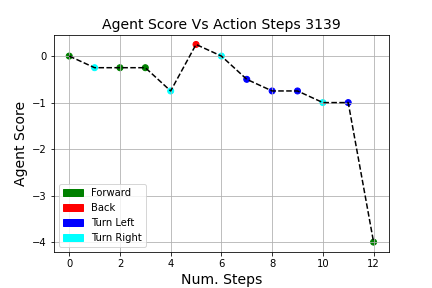 Agent Score Vs Action Steps 3139
Agent Score
0
−1
−2
−3
−4
Forward
Back
Turn Left
Turn Right
0 2 4 6 8 10 12
Num. Steps